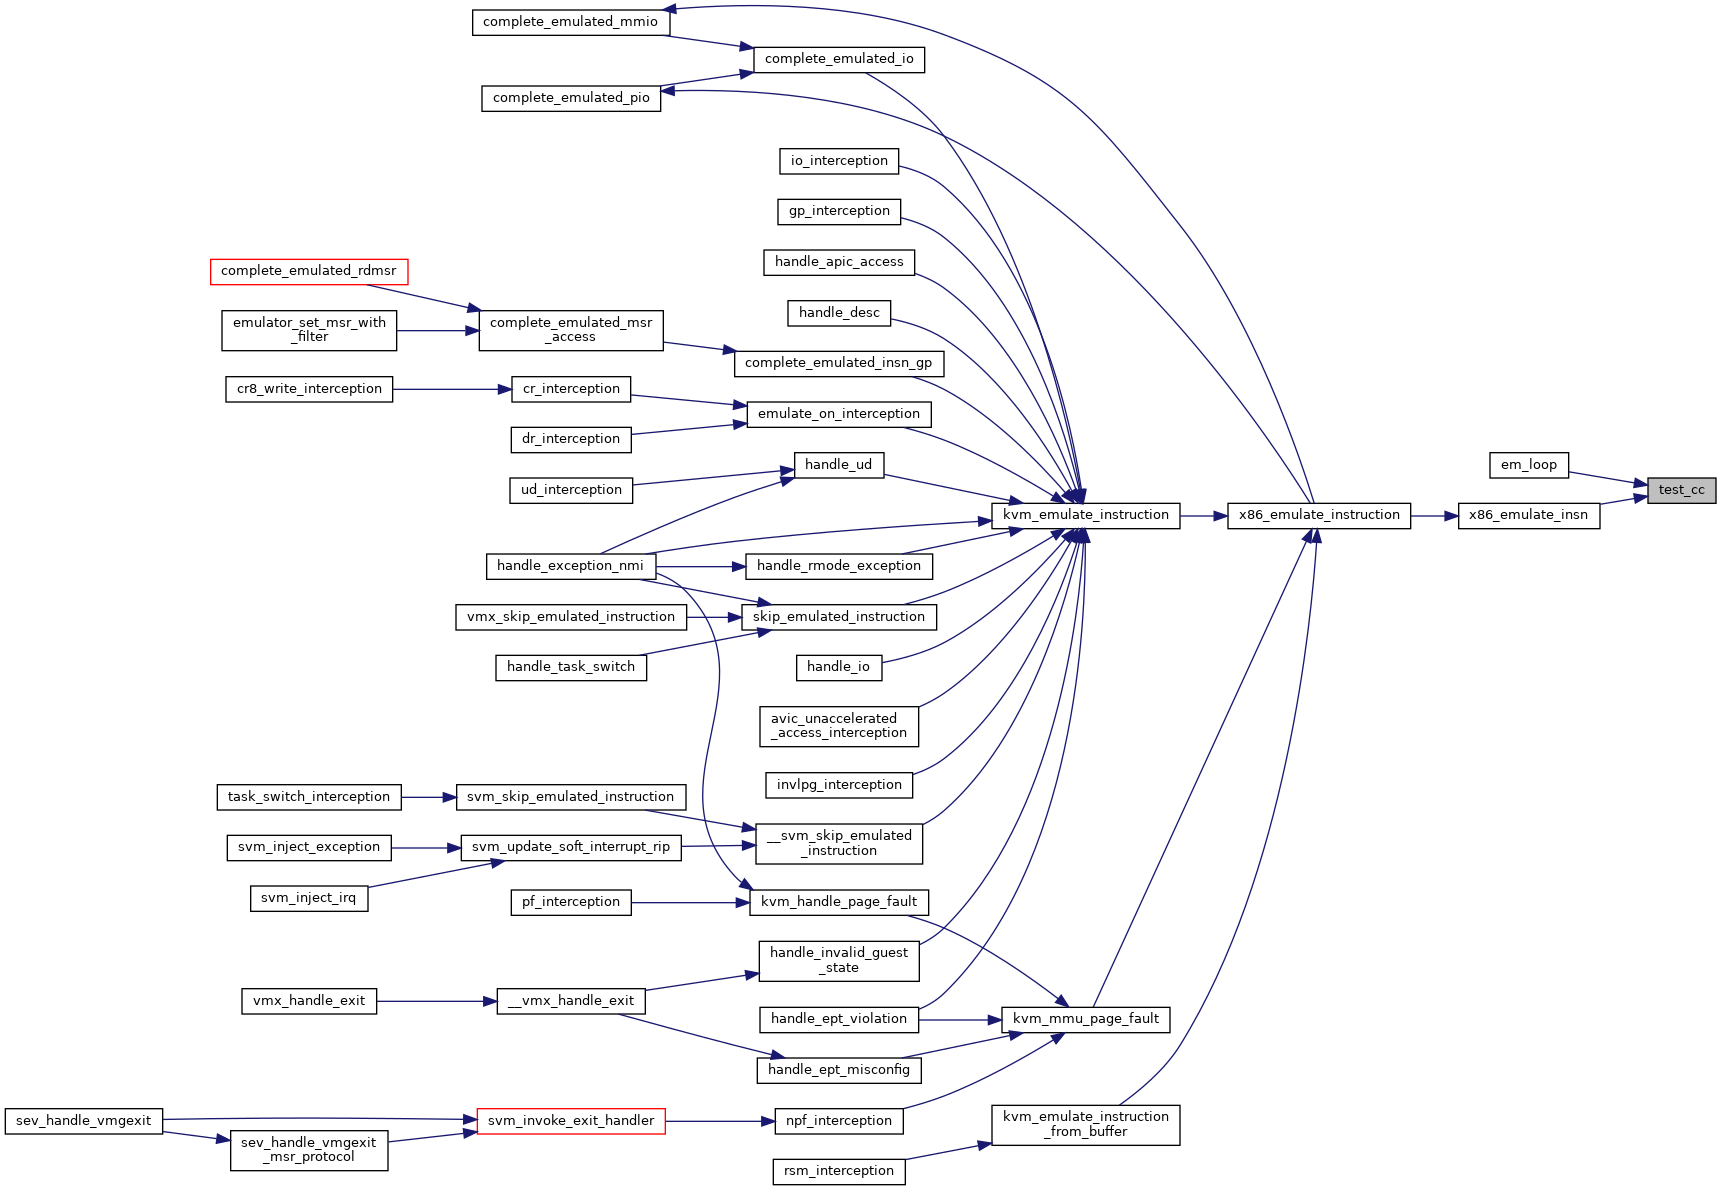 complete_emulated_mmio
complete_emulated_io
complete_emulated_pio
io_interception
gp_interception
handle_apic_access
complete_emulated_rdmsr
handle_desc
emulator_set_msr_with
_filter
complete_emulated_msr
_access
complete_emulated_insn_gp
cr8_write_interception
cr_interception
emulate_on_interception
dr_interception
handle_ud
ud_interception
em_loop
test_cc
kvm_emulate_instruction
x86_emulate_instruction
x86_emulate_insn
handle_exception_nmi
handle_rmode_exception
vmx_skip_emulated_instruction
skip_emulated_instruction
handle_task_switch
handle_io
avic_unaccelerated
_access_interception
invlpg_interception
task_switch_interception
svm_skip_emulated_instruction
__svm_skip_emulated
_instruction
svm_inject_exception
svm_update_soft_interrupt_rip
svm_inject_irq
pf_interception
kvm_handle_page_fault
handle_invalid_guest
_state
vmx_handle_exit
__vmx_handle_exit
handle_ept_violation
kvm_mmu_page_fault
handle_ept_misconfig
sev_handle_vmgexit
svm_invoke_exit_handler
npf_interception
kvm_emulate_instruction
_from_buffer
sev_handle_vmgexit
_msr_protocol
rsm_interception